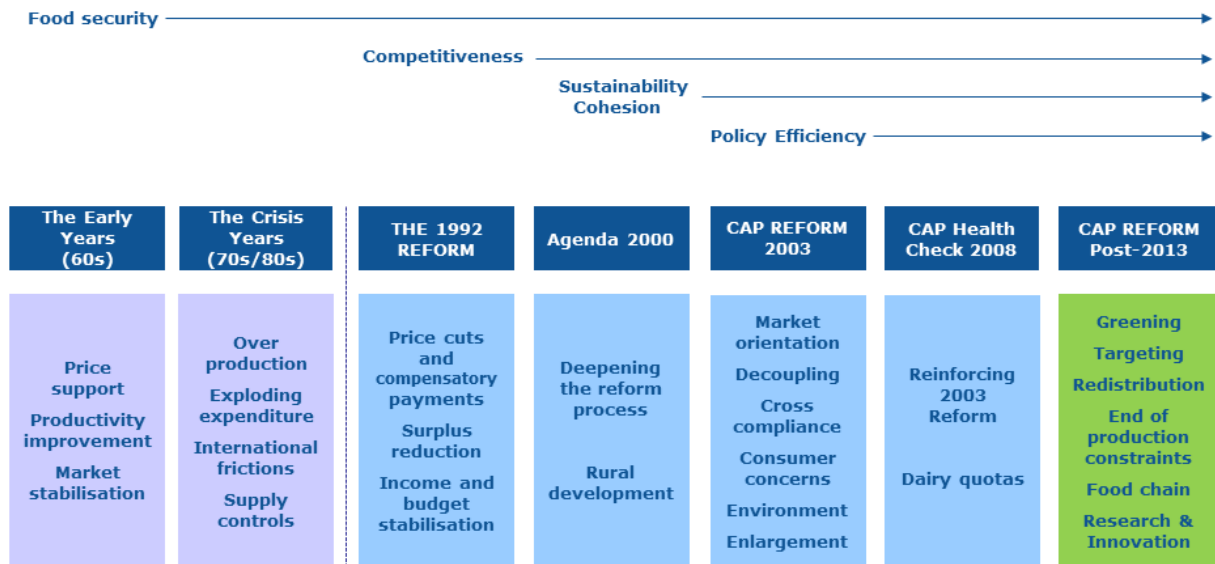 Food security
Competitiveness
Sustainability
Cohesion
Policy Efficiency
The Early
Years
(60s)
The Crisis
Years
(70s/80s)
THE 1992
REFORM
Agenda 2000
CAP REFORM
2003
CAP Health
Check 2008
CAP REFORM
Post-2013
Price
support
Productivity
improvement
Market
stabilisation
Over
production
Exploding
expenditure
International
frictions
Supply
controls
Price cuts
and
compensatory
payments
Surplus
reduction
Income and
budget
stabilisation
Deepening
the reform
process
Rural
development
Market
orientation
Decoupling
Cross
compliance
Consumer
concerns
Environment
Enlargement
Reinforcing
2003
Reform
Dairy quotas
Greening
Targeting
Redistribution
End of
production
constraints
Food chain
Research &
Innovation